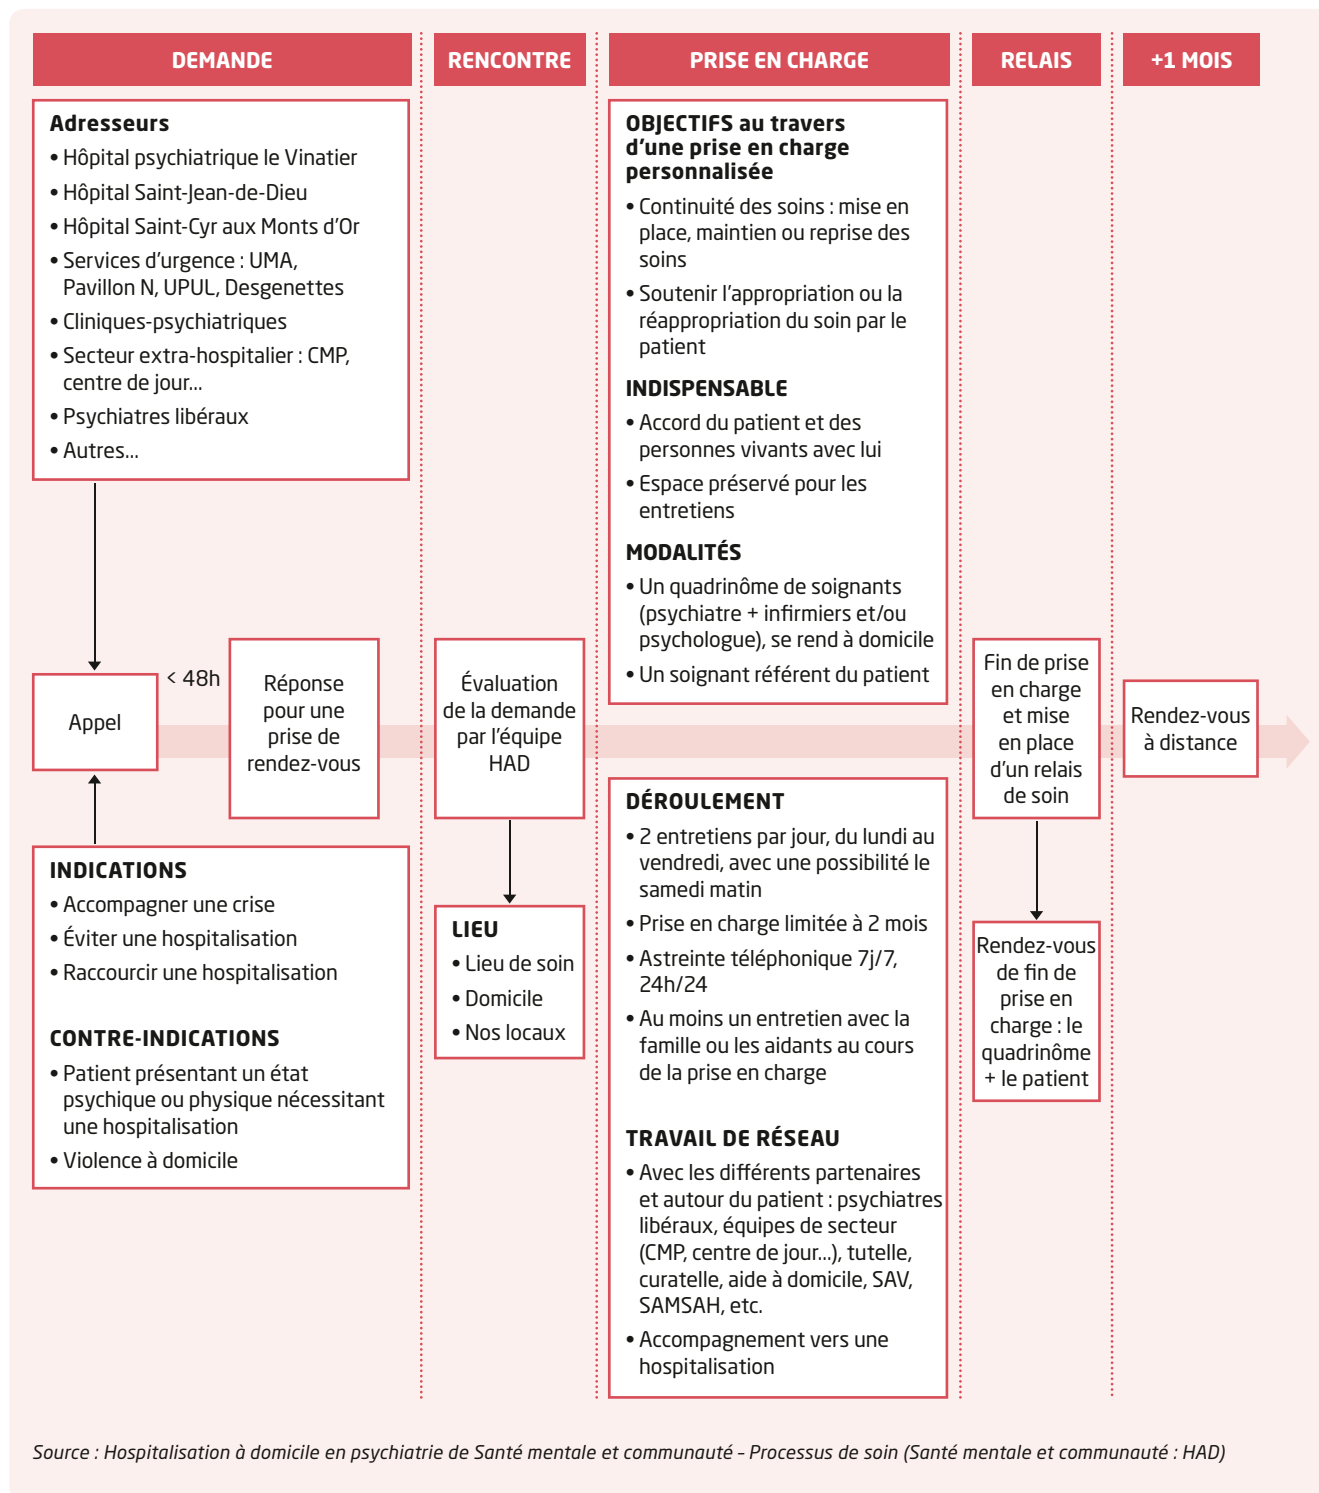 DEMANDE
Adresseurs
• Hôpital psychiatrique le Vinatier
• Hôpital Saint-Jean-de-Dieu
• Hôpital Saint-Cyr aux Monts d'Or
• Services d'urgence : UMA,
Pavillon N, UPUL, Desgenettes
• Cliniques-psychiatriques
• Secteur extra-hospitalier : CMP,
centre de jour...
• Psychiatres libéraux
• Autres...
Appel
< 48h
Réponse
pour une
prise de
rendez-vous
INDICATIONS
• Accompagner une crise
• Éviter une hospitalisation
• Raccourcir une hospitalisation
CONTRE-INDICATIONS
• Patient présentant un état
psychique ou physique nécessitant
une hospitalisation
• Violence à domicile
RENCONTRE
Évaluation
de la demande
par l'équipe
HAD
LIEU
• Lieu de soin
• Domicile
• Nos locaux
PRISE EN CHARGE
OBJECTIFS au travers
d'une prise en charge
personnalisée
• Continuité des soins : mise en
place, maintien ou reprise des
soins
• Soutenir l'appropriation ou la
réappropriation du soin par le
patient
INDISPENSABLE
• Accord du patient et des
personnes vivants avec lui
• Espace préservé pour les
entretiens
MODALITÉS
• Un quadrinôme de soignants
(psychiatre + infirmiers et/ou
psychologue), se rend à domicile
• Un soignant référent du patient
DÉROULEMENT
• 2 entretiens par jour, du lundi au
vendredi, avec une possibilité le
samedi matin
• Prise en charge limitée à 2 mois
• Astreinte téléphonique 7j/7,
24h/24
• Au moins un entretien avec la
famille ou les aidants au cours
de la prise en charge
TRAVAIL DE RÉSEAU
• Avec les différents partenaires
et autour du patient : psychiatres
libéraux, équipes de secteur
(CMP, centre de jour...), tutelle,
curatelle, aide à domicile, SAV,
SAMSAH, etc.
• Accompagnement vers une
hospitalisation
RELAIS
Fin de prise
en charge
et mise
en place
d'un relais
de soin
Rendez-vous
de fin de
prise en
charge : le
quadrinôme
+ le patient
+1 MOIS
Rendez-vous
à distance
Source : Hospitalisation à domicile en psychiatrie de Santé mentale et communauté – Processus de soin (Santé mentale et communauté : HAD)